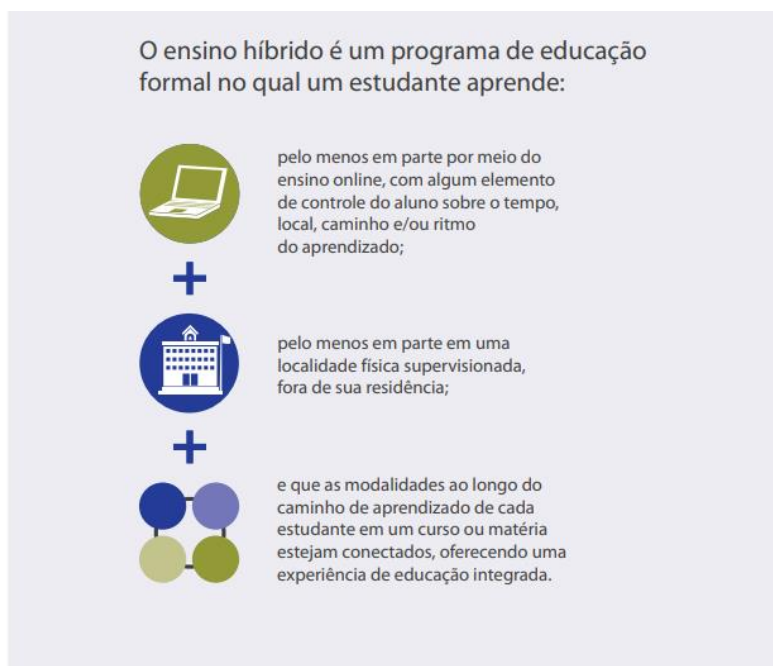 O ensino híbrido é um programa de educação
formal no qual um estudante aprende:
pelo menos em parte por meio do
ensino online, com algum elemento
de controle do aluno sobre o tempo,
local, caminho e/ou ritmo
do aprendizado;
+
pelo menos em parte em uma
localidade física supervisionada,
fora de sua residência;
+
e que as modalidades ao longo do
caminho de aprendizado de cada
estudante em um curso ou matéria
estejam conectados, oferecendo uma
experiência de educação integrada.